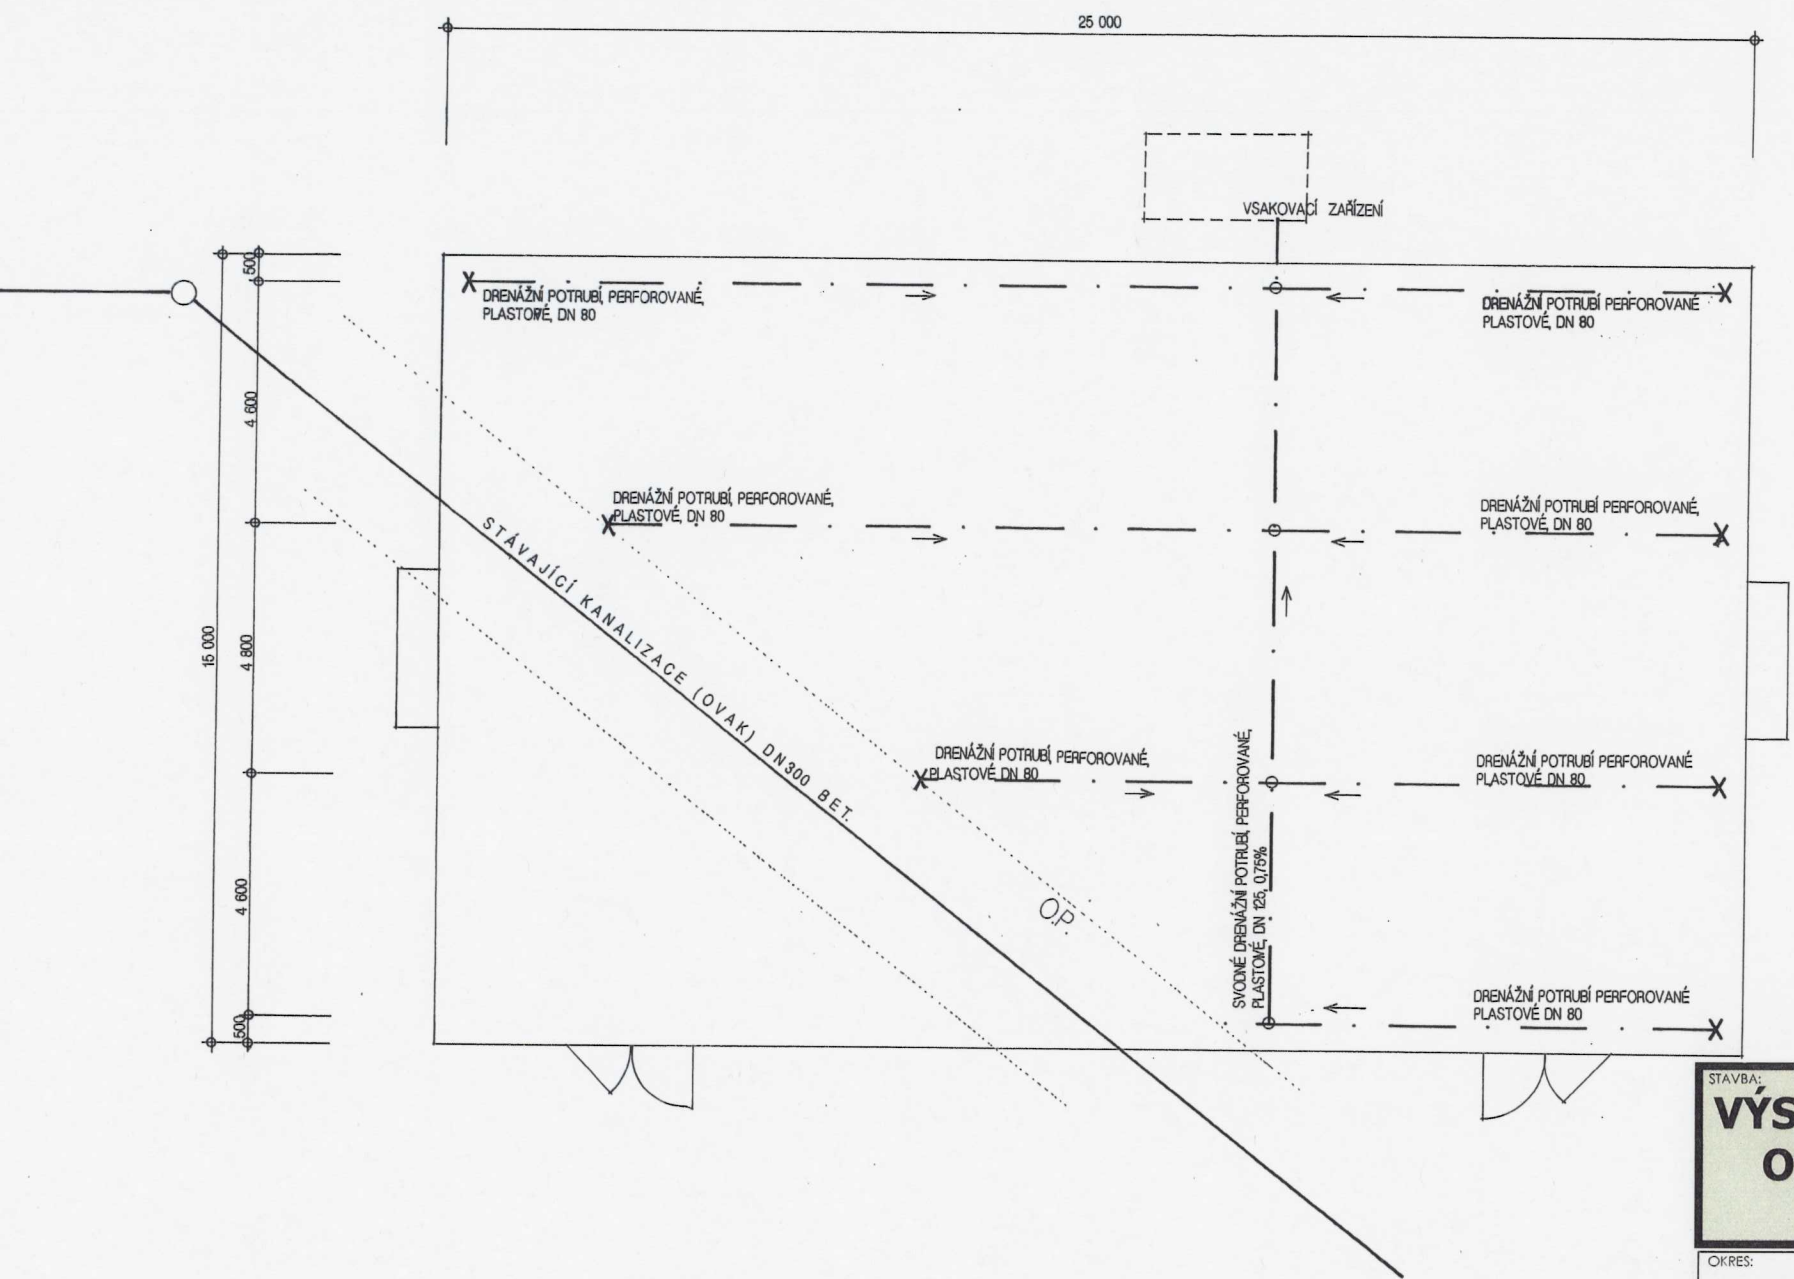 25 000
VSAKOVACÍ ZAŘÍZENÍ
500
DRENÁŽNÍ POTRUBÍ, PERFOROVANÉ,
PLASTOVÉ, DN 80
DRENÁŽNÍ POTRUBÍ PERFOROVANÉ
PLASTOVÉ, DN 80
4 600
DRENÁŽNÍ POTRUBÍ, PERFOROVANÉ,
PLASTOVÉ, DN 80
DRENÁŽNÍ POTRUBÍ, PERFOROVANÉ,
PLASTOVÉ, DN 80
STÁVAJÍCÍ KANALIZACE (OVAK) DN300 BET.
15 000
4 800
DRENÁŽNÍ POTRUBÍ, PERFOROVANÉ,
PLASTOVÉ, DN 80
DRENÁŽNÍ POTRUBÍ PERFOROVANÉ
PLASTOVÉ DN 80
SVODNÉ DRENÁŽNÍ POTRUBÍ, PERFOROVANÉ,
PLASTOVÉ, DN 125, 0,75%
4 600
O.P.
DRENÁŽNÍ POTRUBÍ PERFOROVANÉ
PLASTOVÉ DN 80
500
STAVBA:
VÝS
O
OKRES: